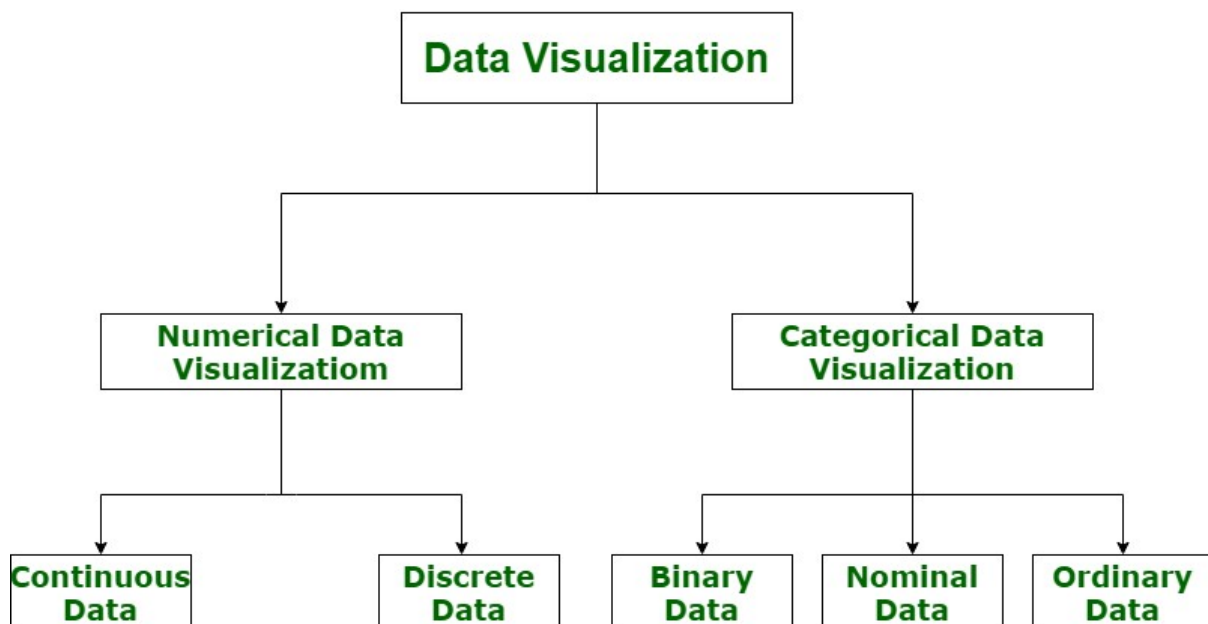 Data Visualization
Numerical Data
Visualizatiom
Categorical Data
Visualization
Continuous
Data
Discrete
Data
Binary
Data
Nominal
Data
Ordinary
Data